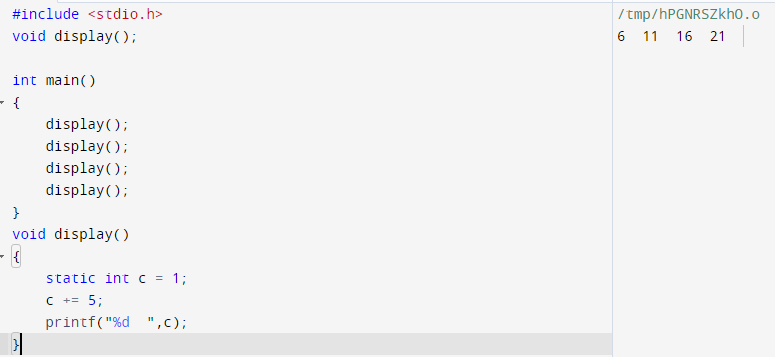 #include <stdio.h>
void display();

int main()
{
    display();
    display();
    display();
    display();
}
void display()
{
    static int c = 1;
    c += 5;
    printf("%d  ",c);
}
/tmp/hPGNRSZkhO.o
6  11  16  21